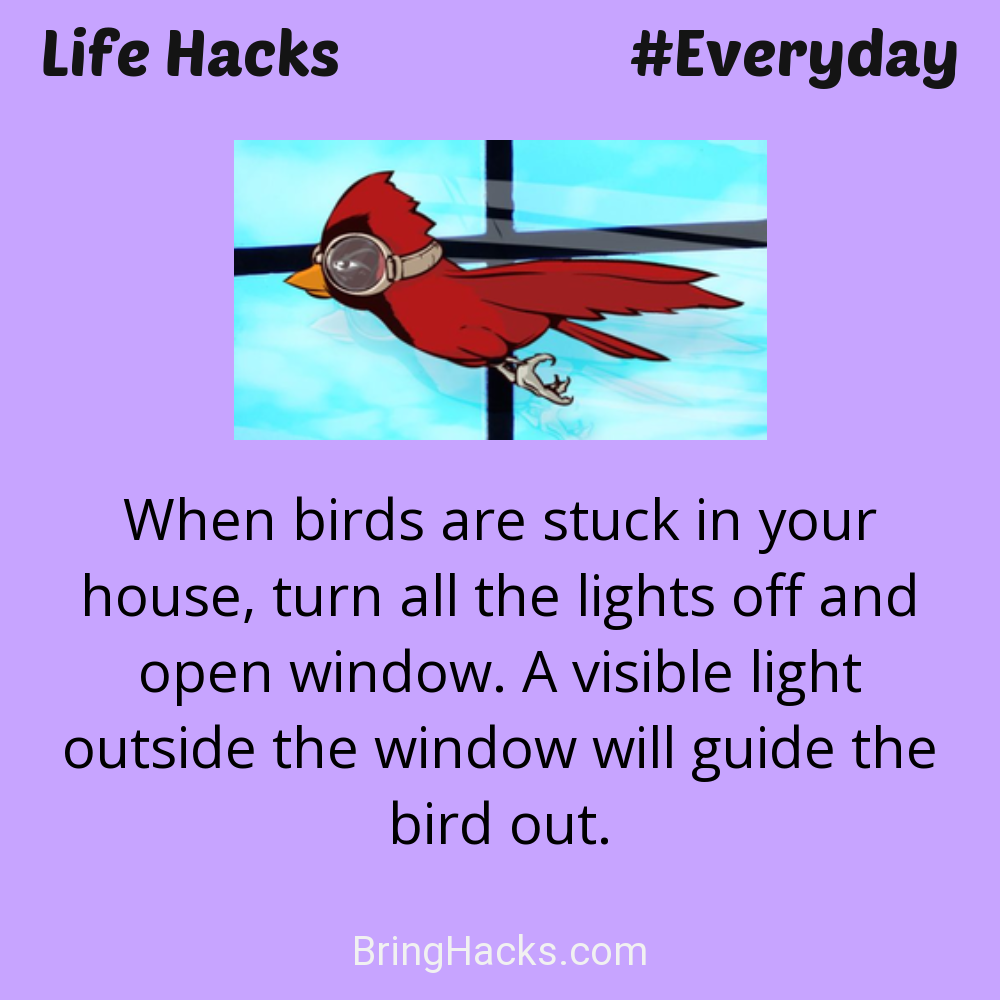 Life Hacks
#Everyday
When birds are stuck in your
house, turn all the lights off and
open window. A visible light
outside the window will guide the
bird out.
BringHacks.com